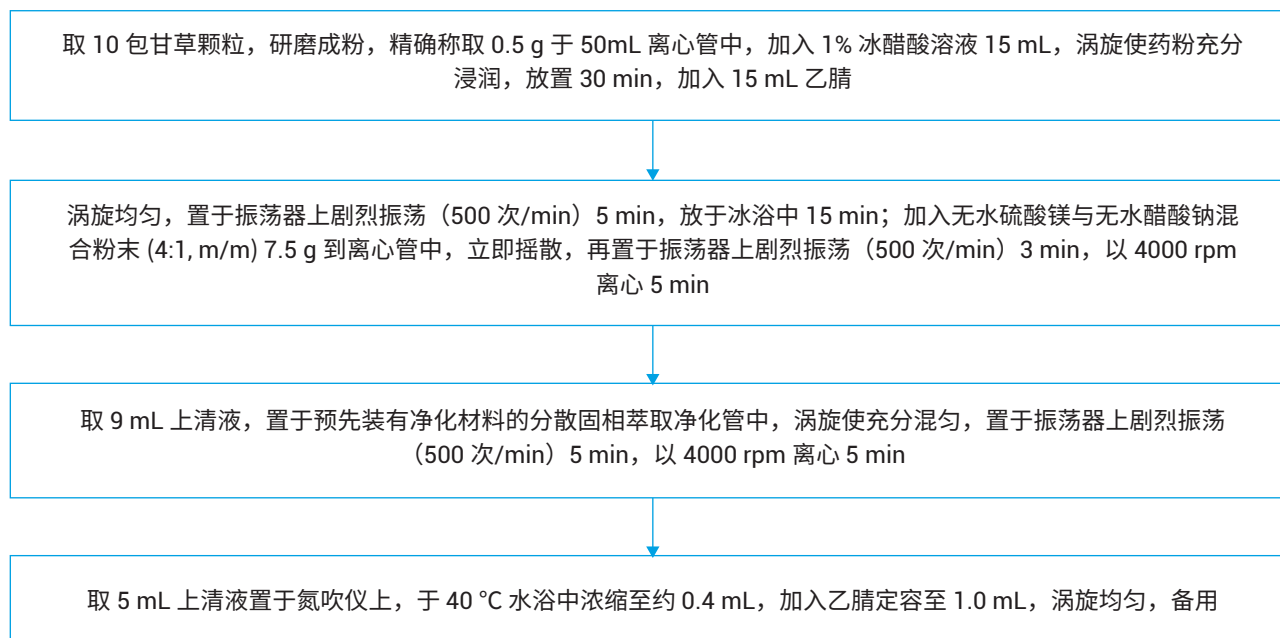 取 10 包甘草颗粒，研磨成粉，精确称取 0.5 g 于 50mL 离心管中，加入 1% 冰醋酸溶液 15 mL，涡旋使药粉充分
浸润，放置 30 min，加入 15 mL 乙腈
涡旋均匀，置于振荡器上剧烈振荡（500 次/min）5 min，放于冰浴中 15 min；加入无水硫酸镁与无水醋酸钠混
合粉末 (4:1, m/m) 7.5 g 到离心管中，立即摇散，再置于振荡器上剧烈振荡（500 次/min）3 min，以 4000 rpm
离心 5 min
取 9 mL 上清液，置于预先装有净化材料的分散固相萃取净化管中，涡旋使充分混匀，置于振荡器上剧烈振荡
（500 次/min）5 min，以 4000 rpm 离心 5 min
取 5 mL 上清液置于氮吹仪上，于 40 °C 水浴中浓缩至约 0.4 mL，加入乙腈定容至 1.0 mL，涡旋均匀，备用